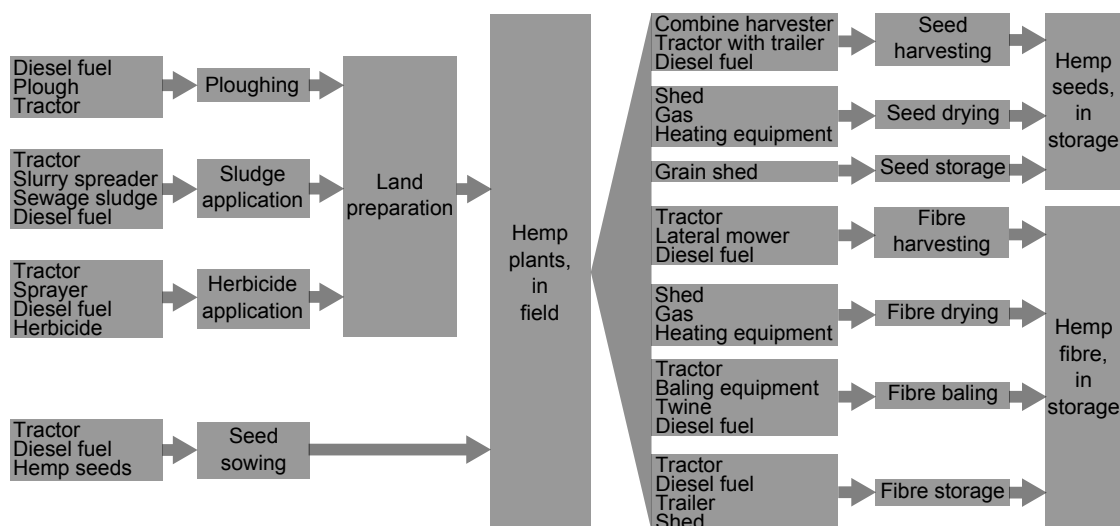 Diesel fuel
Plough
Tractor
Ploughing
Tractor
Slurry spreader
Sewage sludge
Diesel fuel
Sludge
application
Tractor
Sprayer
Diesel fuel
Herbicide
Herbicide
application
Land
preparation
Tractor
Diesel fuel
Hemp seeds
Seed
sowing
Hemp
plants,
in
field
Combine harvester
Tractor with trailer
Diesel fuel
Seed
harvesting
Shed
Gas
Heating equipment
Seed drying
Grain shed
Seed storage
Hemp
seeds,
in
storage
Tractor
Lateral mower
Diesel fuel
Fibre
harvesting
Shed
Gas
Heating equipment
Fibre drying
Tractor
Baling equipment
Twine
Diesel fuel
Fibre baling
Tractor
Diesel fuel
Trailer
Shed
Fibre storage
Hemp
fibre,
in
storage